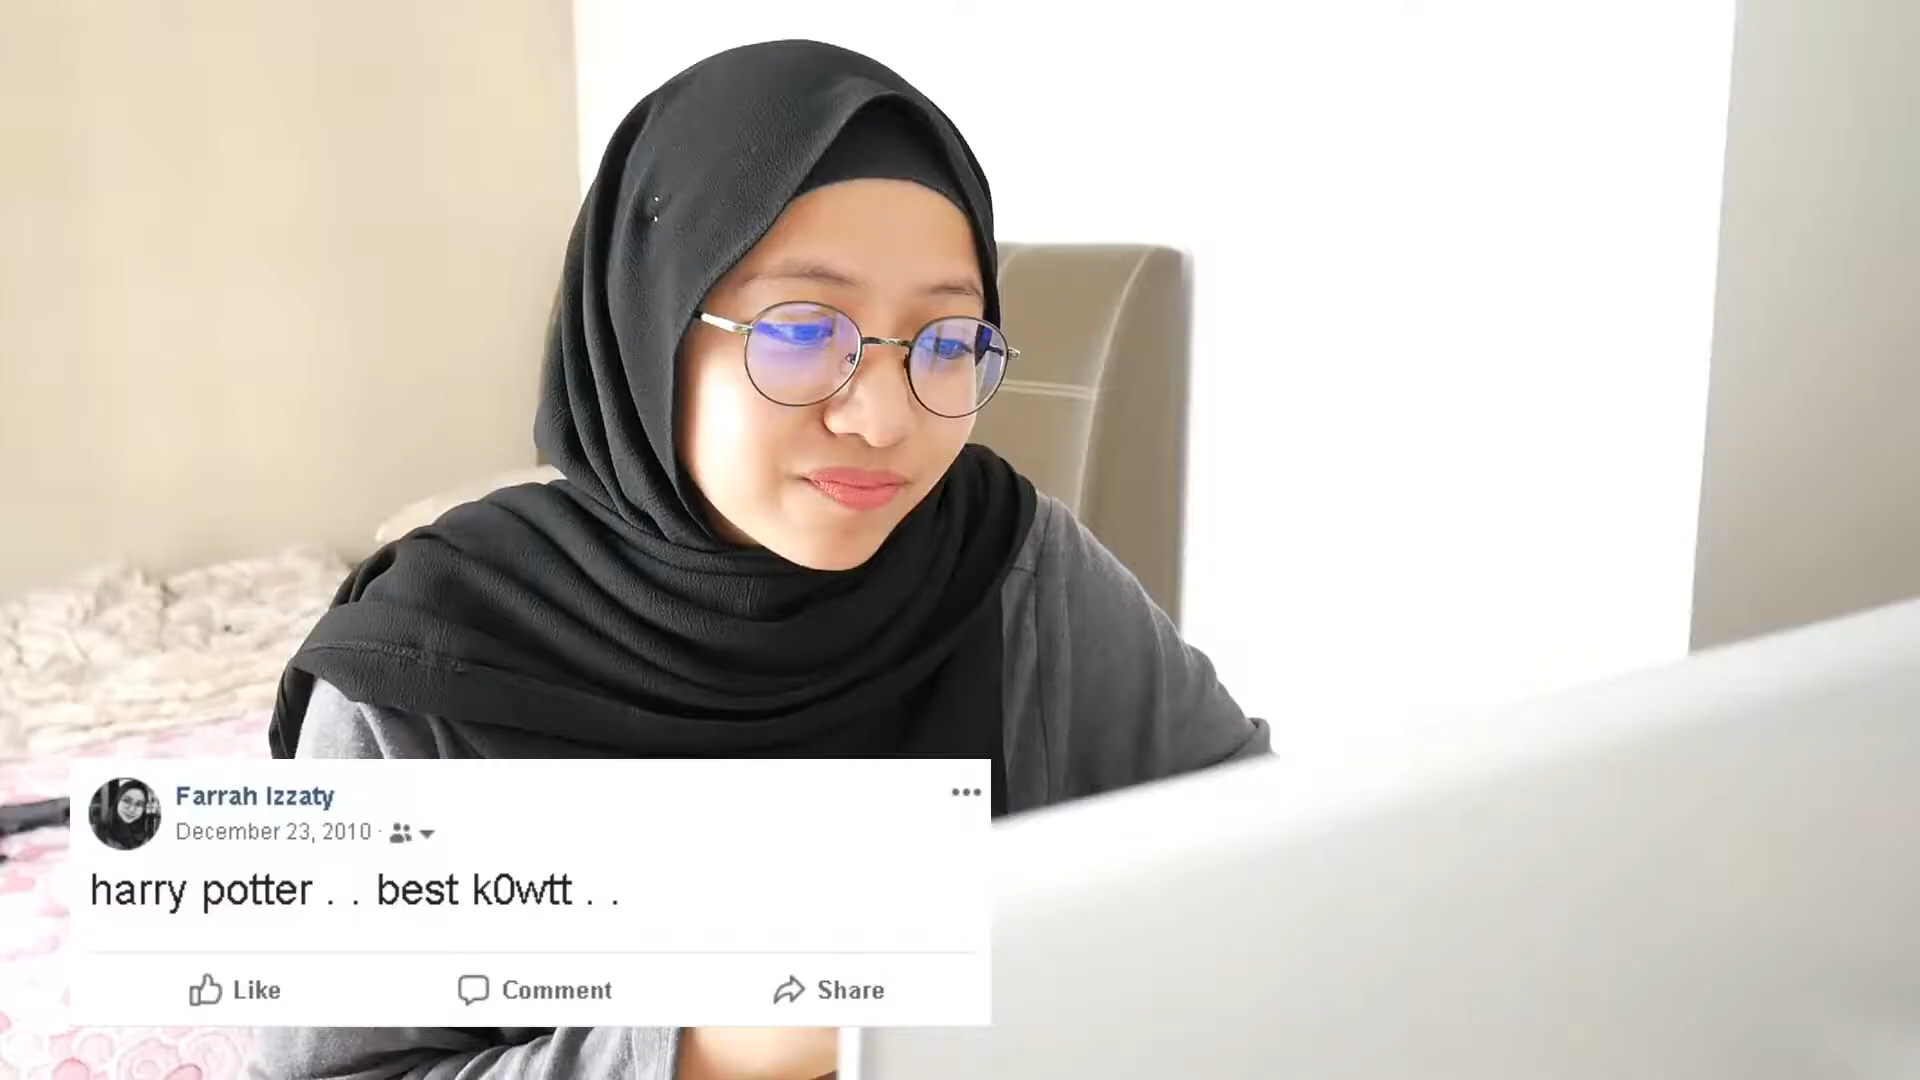 Farrah Izzaty
December 23, 2010 ·
harry potter . . best k0wtt . .
Like
Comment
Share